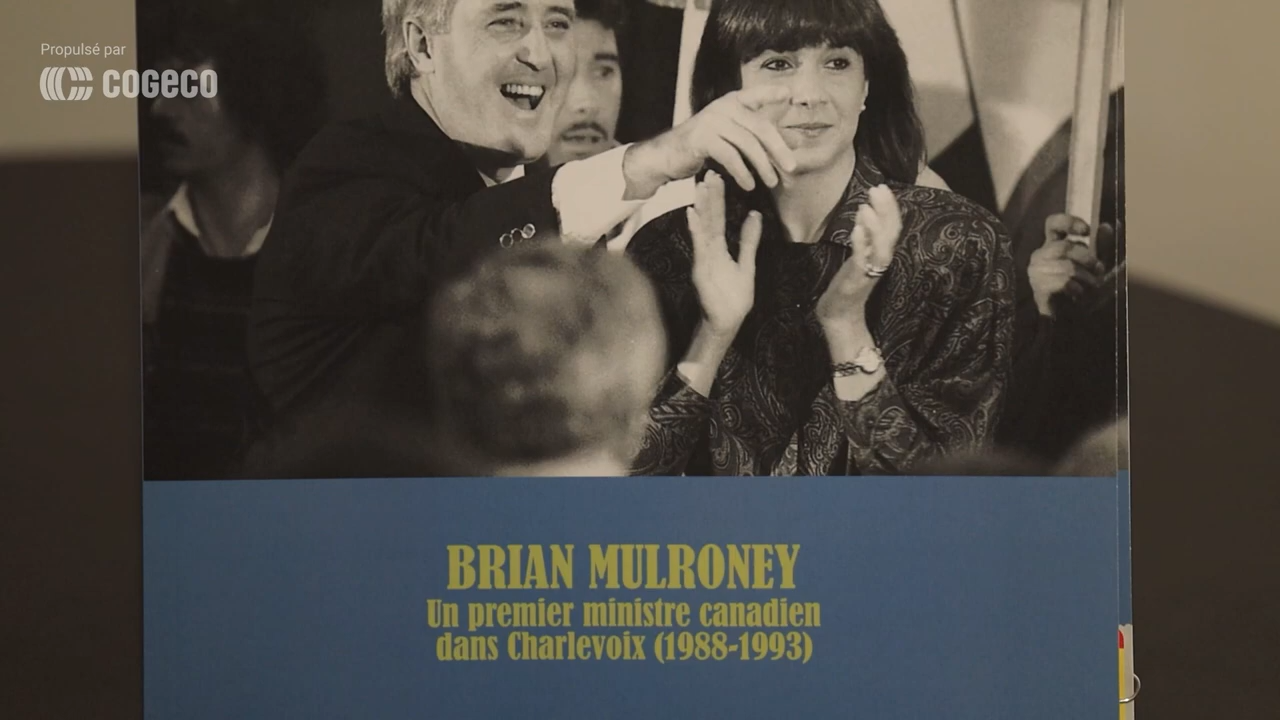 Propulsé par
COGECO
BRIAN MULRONEY
Un premier ministre canadien
dans Charlevoix (1988-1993)